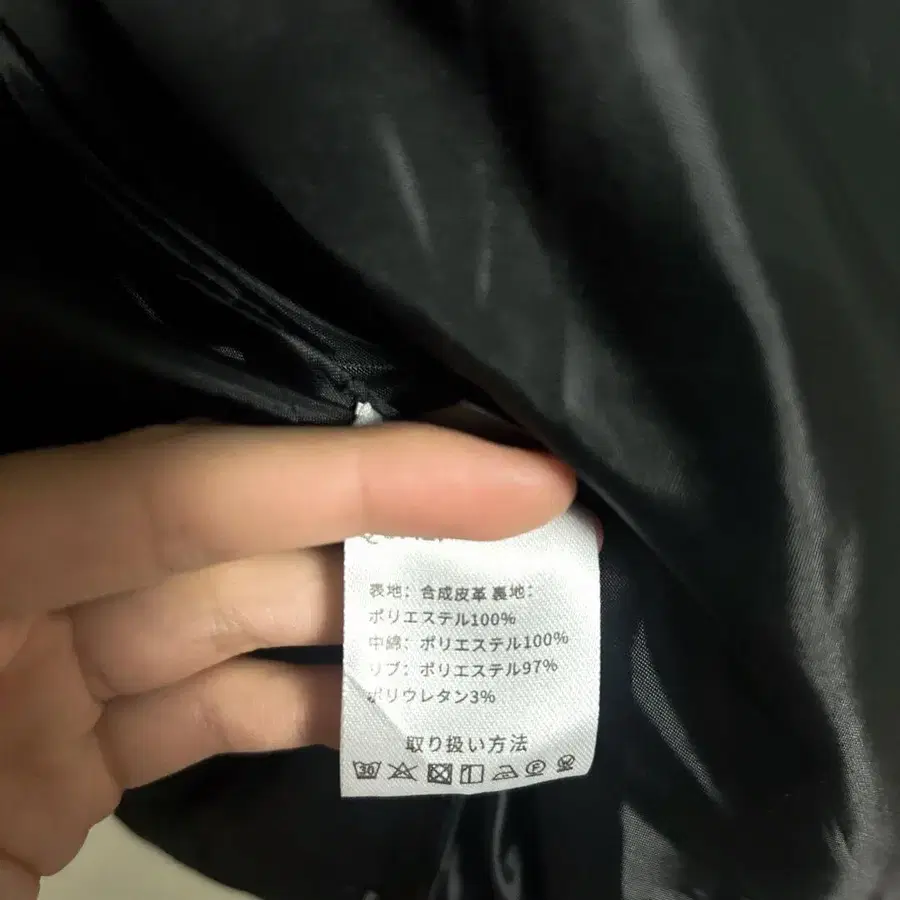 表地: 合成皮革 裏地:
ポリエステル100%
中綿: ポリエステル100%
リブ: ポリエステル97%
ポリウレタン3%
取り扱い方法
30